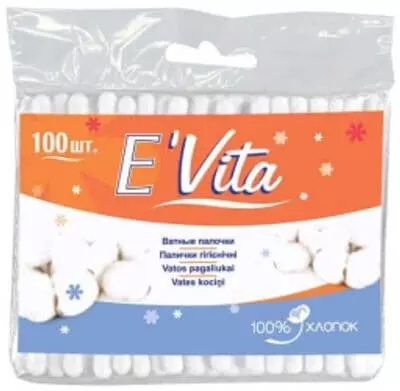 100 шт.
E'Vita
Ватные палочки
Палички гігієнічні
Vatos pagaliukai
Vates kociņi
100% хлопок